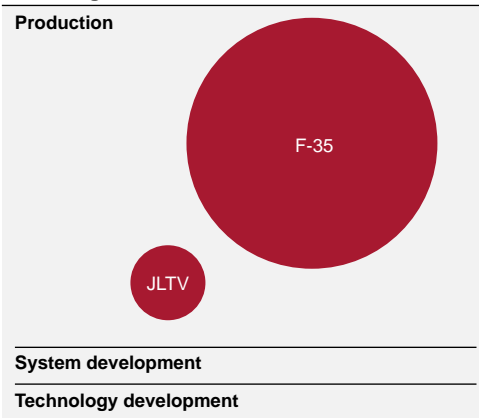 Production
F-35
JLTV
System development
Technology development